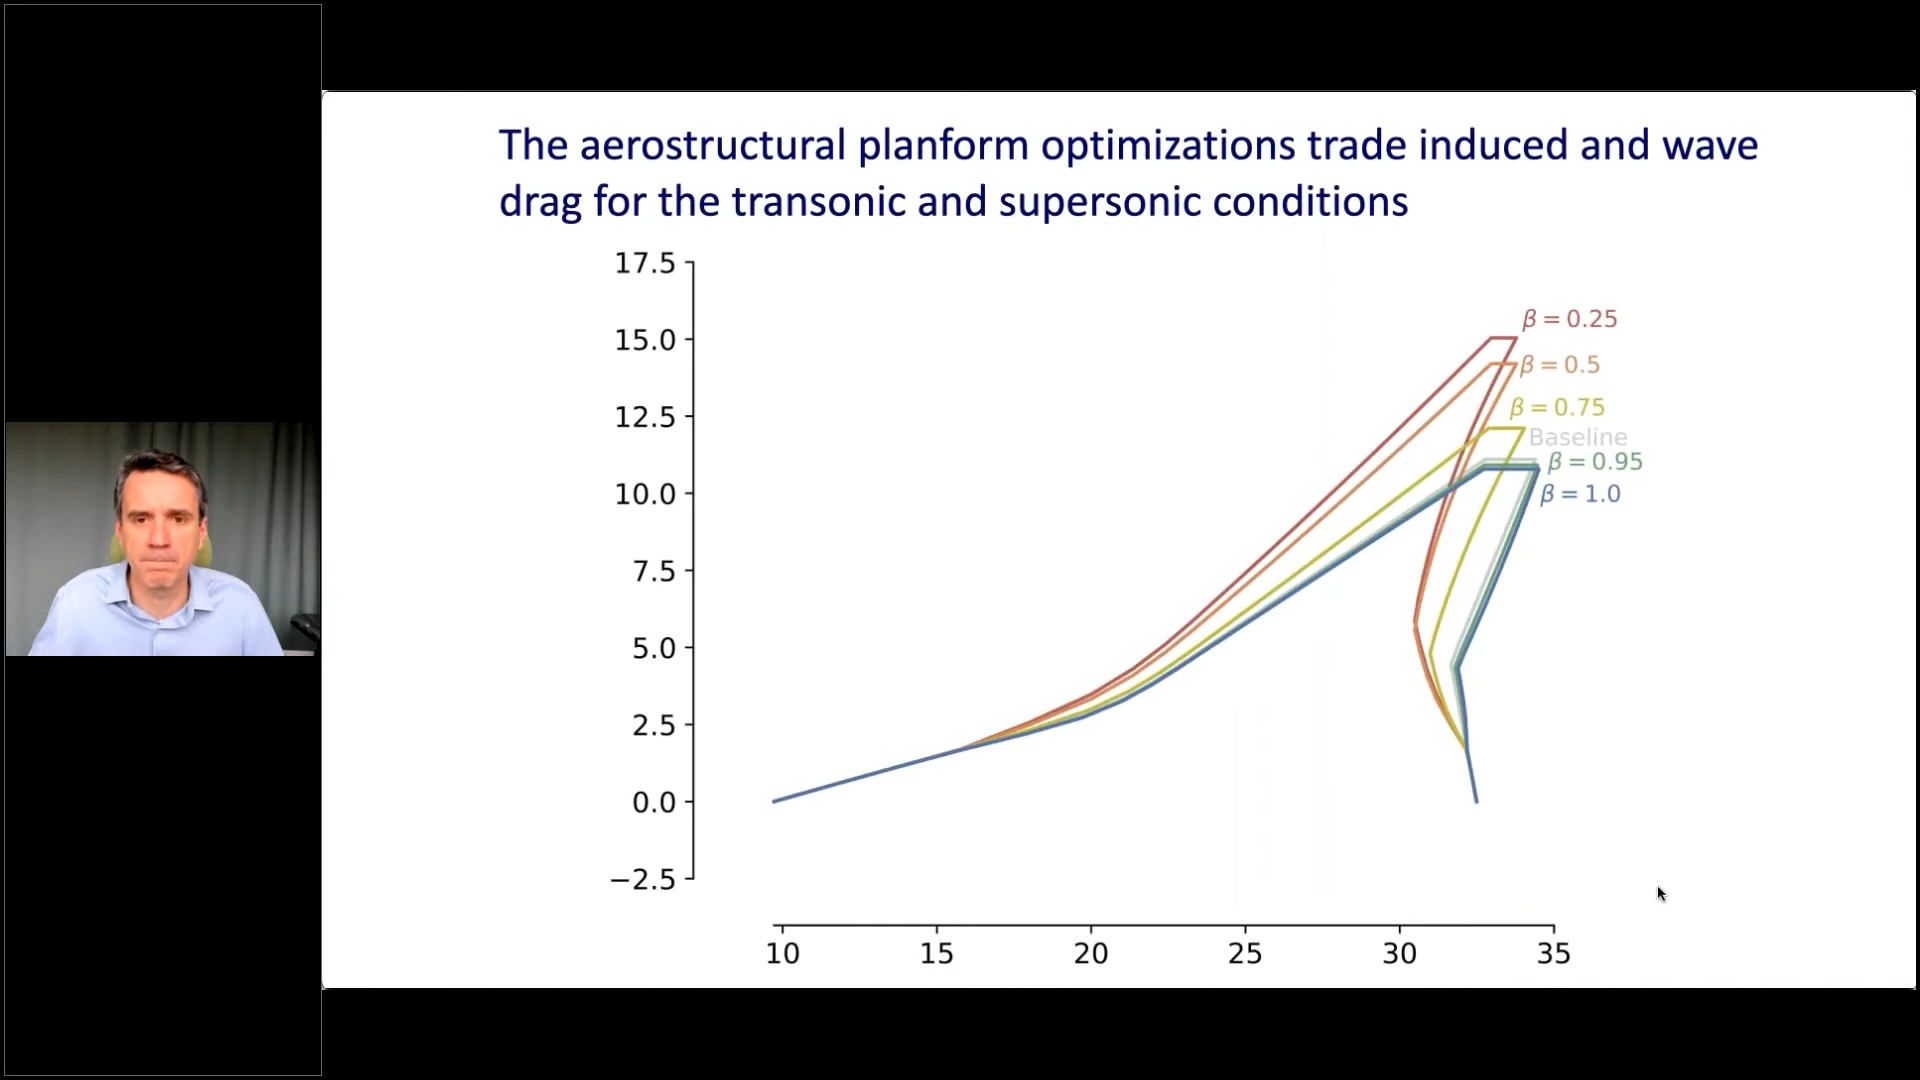 The aerostructural planform optimizations trade induced and wave
drag for the transonic and supersonic conditions
17.5
15.0
12.5
10.0
7.5
5.0
2.5
0.0
−2.5
β = 0.25
β = 0.5
β = 0.75
Baseline
β = 0.95
β = 1.0
10 15 20 25 30 35